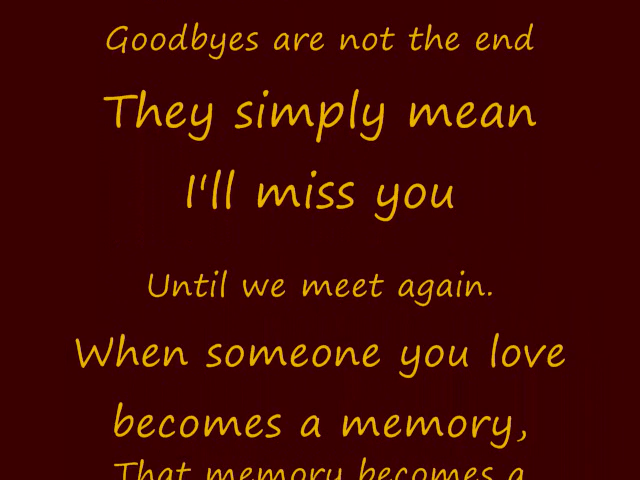 Goodbyes are not the end
They simply mean
I'll miss you
Until we meet again.
When someone you love
becomes a memory,
That memory becomes a